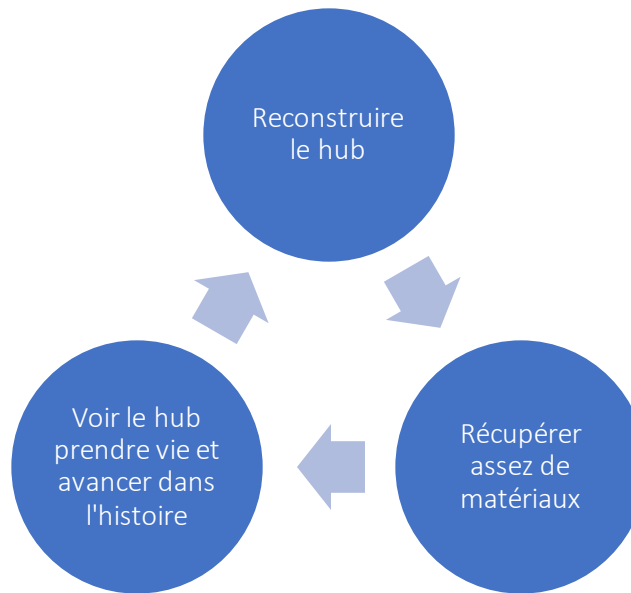 Reconstruire
le hub
Récupérer
assez de
matériaux
Voir le hub
prendre vie et
avancer dans
l'histoire